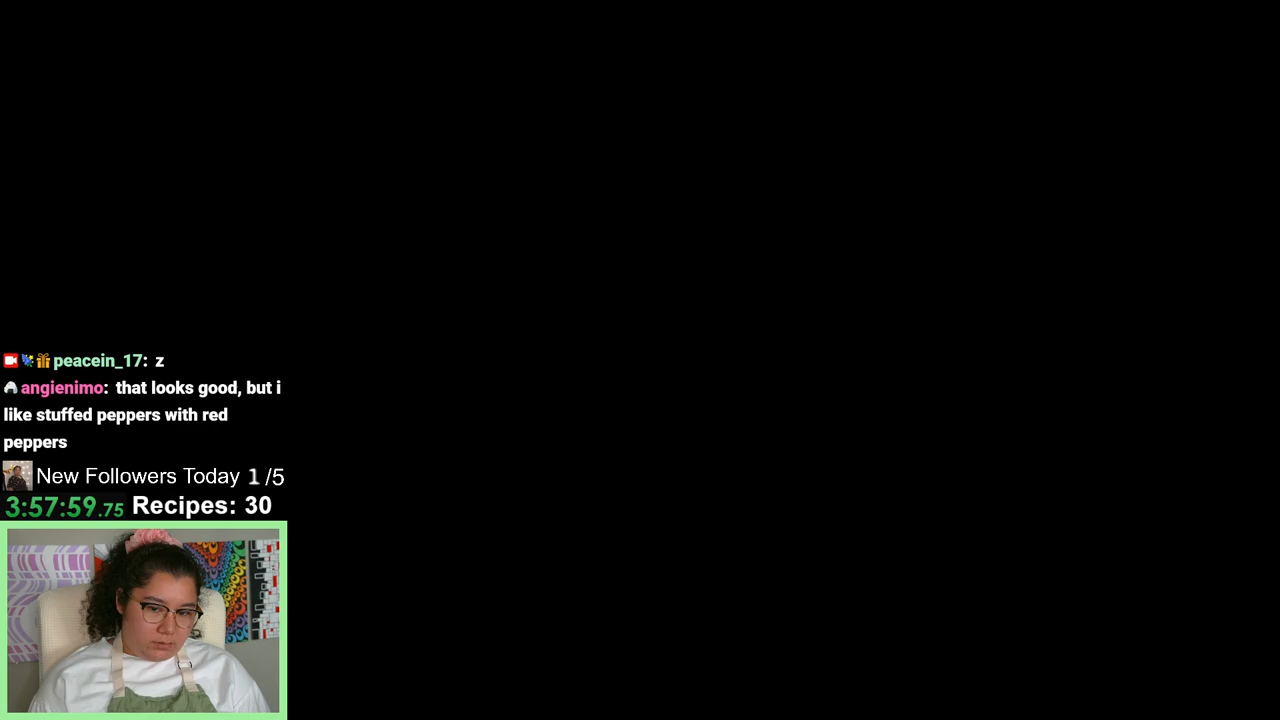 peacein_17: z
angienimo: that looks good, but i
like stuffed peppers with red
peppers
New Followers Today 1 /5
3:57:59.75 Recipes: 30